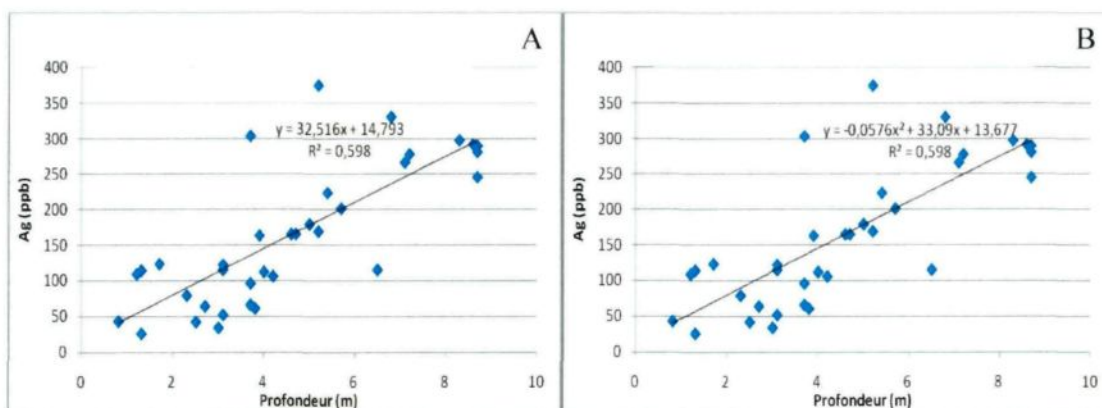 A
400
350
300
250
200
150
100
50
0
Ag (ppb)
y = 32,516x + 14,793
R² = 0,598
0 2 4 6 8 10
Profondeur (m)
B
400
350
300
250
200
150
100
50
0
Ag (ppb)
y = -0,0576x² + 33,09x + 13,677
R² = 0,598
0 2 4 6 8 10
Profondeur (m)